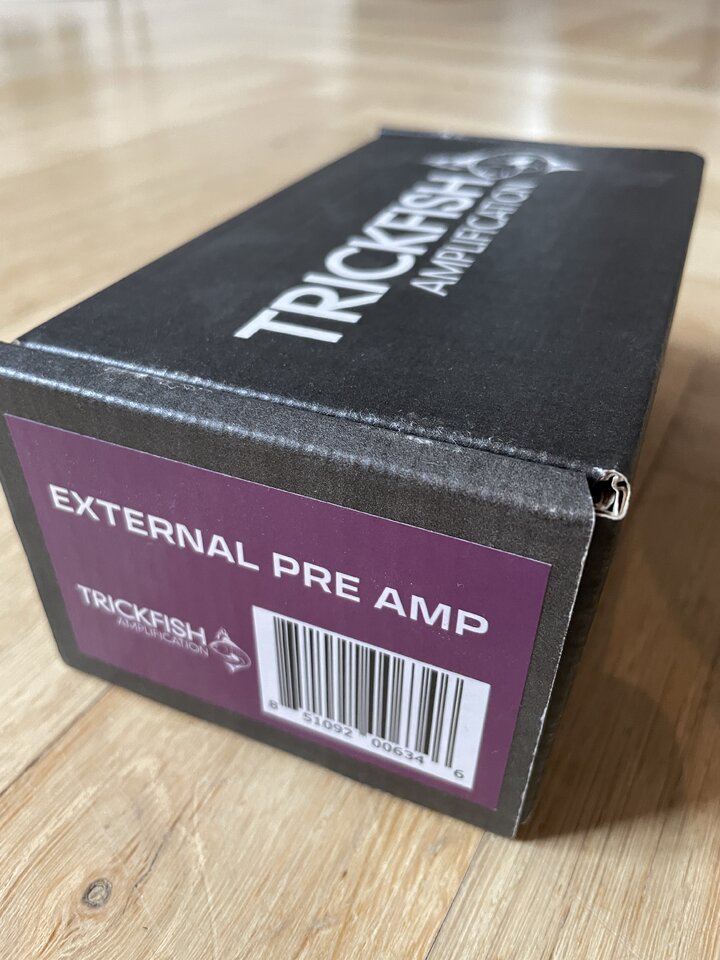 TRICKFISH
AMPLIFICATION
EXTERNAL PRE AMP
TRICKFISH
AMPLIFICATION
8 51092 00634 6